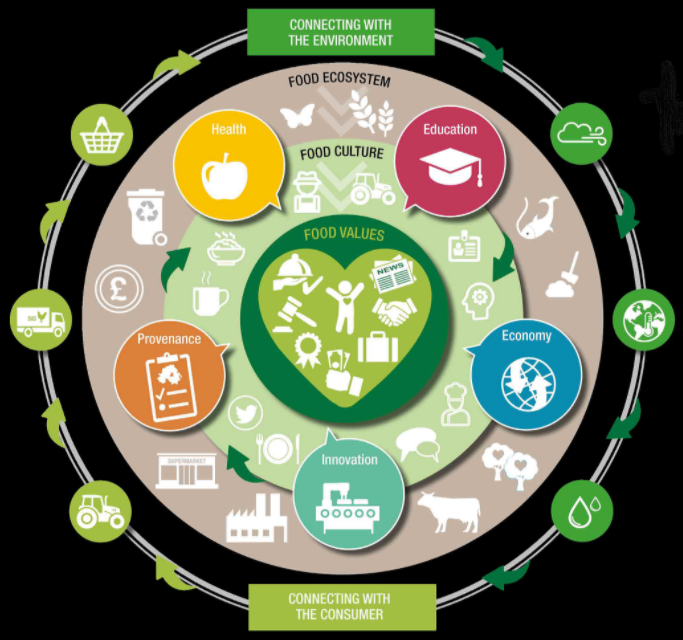 CONNECTING WITH
THE ENVIRONMENT
FOOD ECOSYSTEM
Health
Education
FOOD CULTURE
FOOD VALUES
NEWS
£
Provenance
Economy
SUPERMARKET
Innovation
CONNECTING WITH
THE CONSUMER